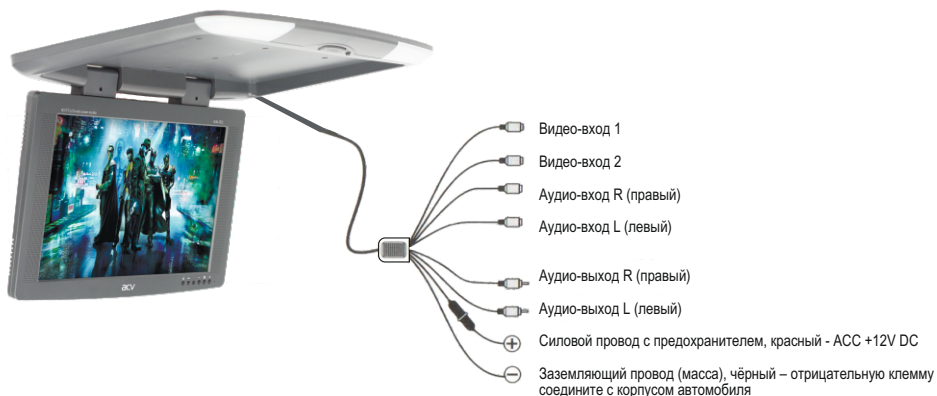 Видео-вход 1
Видео-вход 2
Аудио-вход R (правый)
Аудио-вход L (левый)
Аудио-выход R (правый)
Аудио-выход L (левый)
Силовой провод с предохранителем, красный - ACC +12V DC
Заземляющий провод (масса), чёрный – отрицательную клемму
соедините с корпусом автомобиля
acv